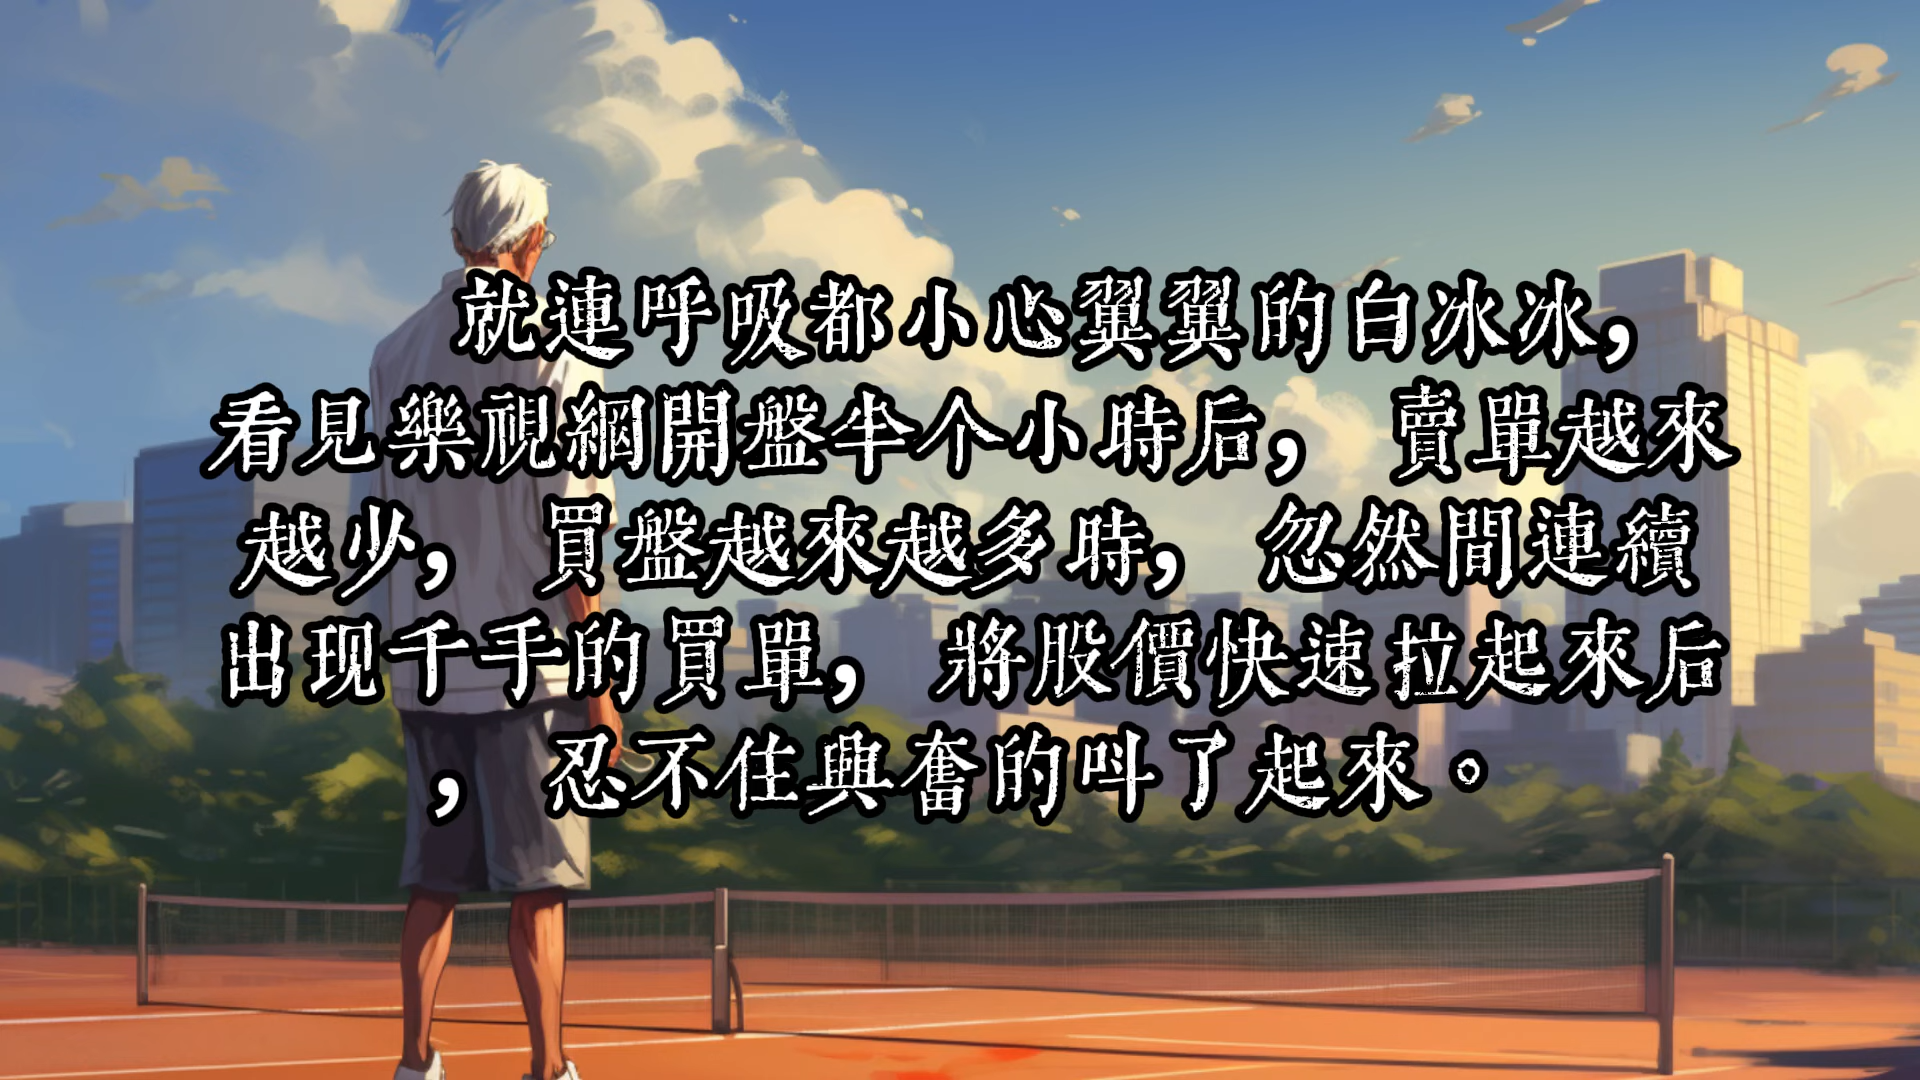 就連呼吸都小心翼翼的白冰冰，
看見樂視網開盤半个小時后，賣單越來
越少，買盤越來越多時，忽然間連續
出现千手的買單，將股價快速拉起來后
，忍不住興奮的叫了起來。